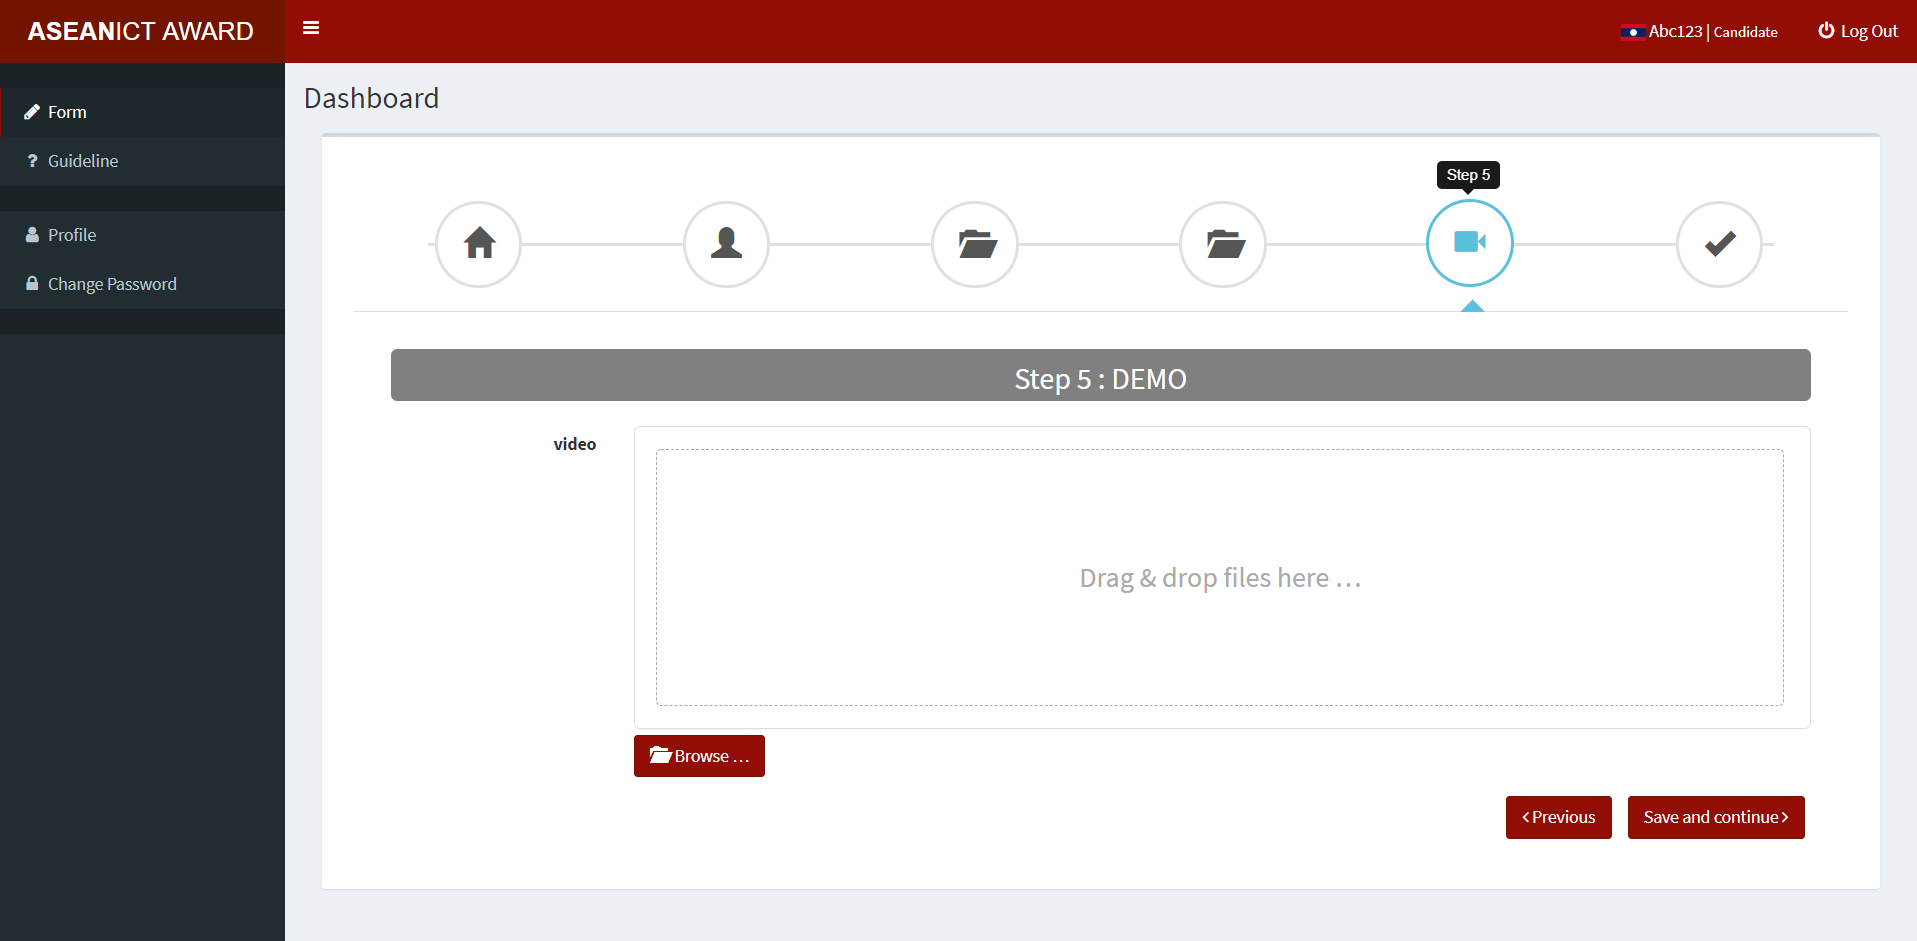 ASEANICT AWARD
Abc123 | Candidate
Log Out
Form
? Guideline
Profile
Change Password
Dashboard
Step 5
Step 5 : DEMO
video
Drag & drop files here …
Browse …
Previous
Save and continue